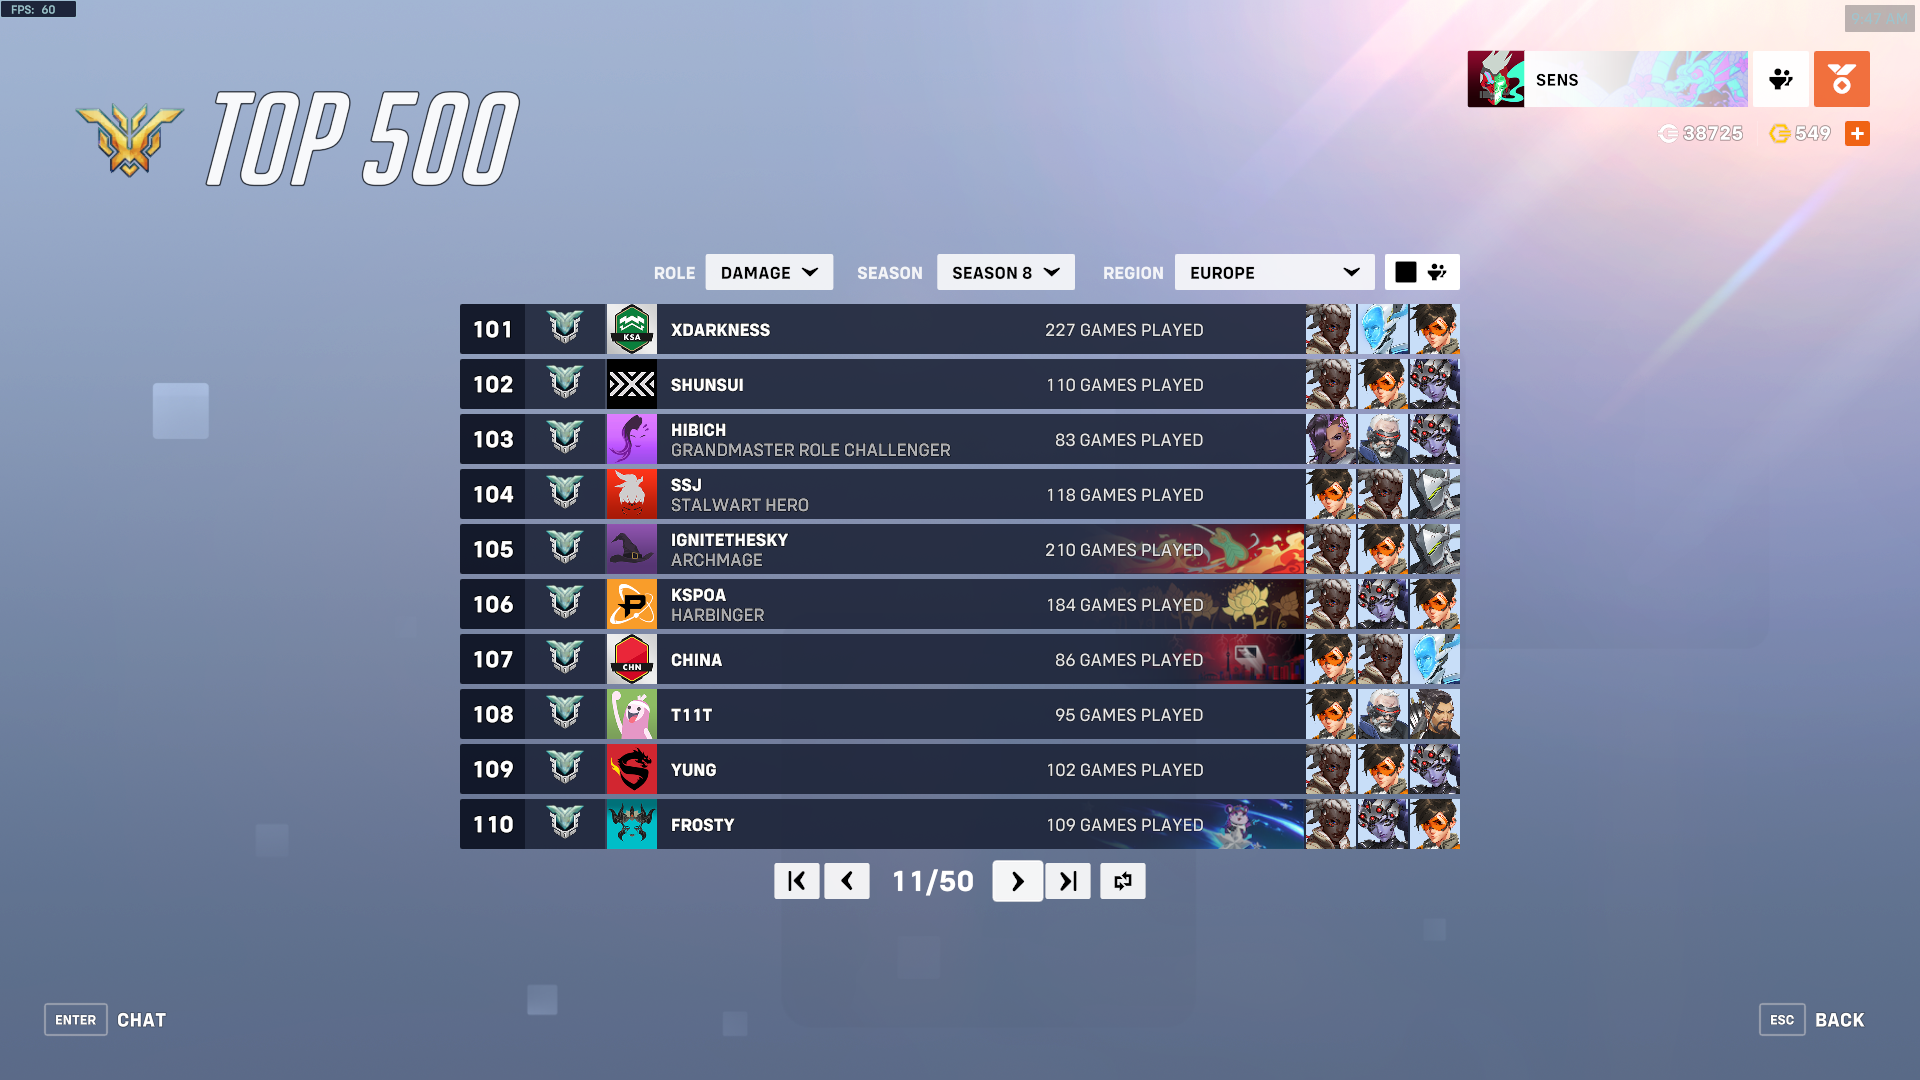 FPS: 60
TOP 500
SENS
38725
549
ROLE DAMAGE SEASON SEASON 8 REGION EUROPE
101 KSA XDARKNESS 227 GAMES PLAYED
102 SHUNSUI 110 GAMES PLAYED
103 HIBICH 83 GAMES PLAYED
GRANDMASTER ROLE CHALLENGER
104 SSJ 118 GAMES PLAYED
STALWART HERO
105 IGNITETHESKY 210 GAMES PLAYED
ARCHMAGE
106 KSPOA 184 GAMES PLAYED
HARBINGER
107 CHN CHINA 86 GAMES PLAYED
108 T11T 95 GAMES PLAYED
109 YUNG 102 GAMES PLAYED
110 FROSTY 109 GAMES PLAYED
11/50
ENTER CHAT
ESC BACK